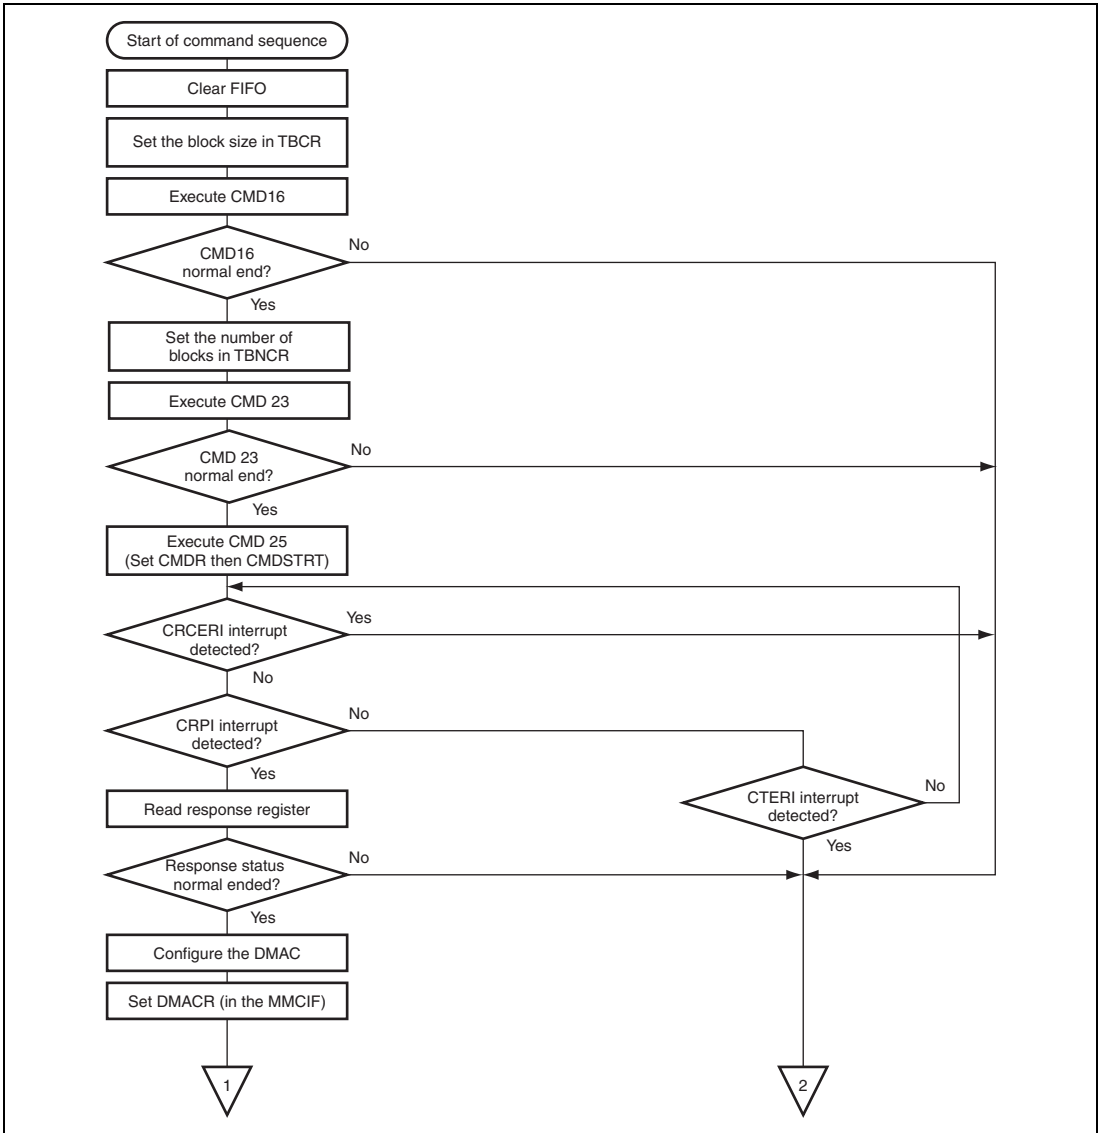 Start of command sequence
Clear FIFO
Set the block size in TBCR
Execute CMD16
CMD16
normal end?
No
Yes
Set the number of
blocks in TBNCR
Execute CMD 23
CMD 23
normal end?
No
Yes
Execute CMD 25
(Set CMDR then CMDSTRT)
CRCERI interrupt
detected?
Yes
No
CRPI interrupt
detected?
No
Yes
CTERI interrupt
detected?
No
Yes
Read response register
Response status
normal ended?
No
Yes
Configure the DMAC
Set DMACR (in the MMCIF)
1
2